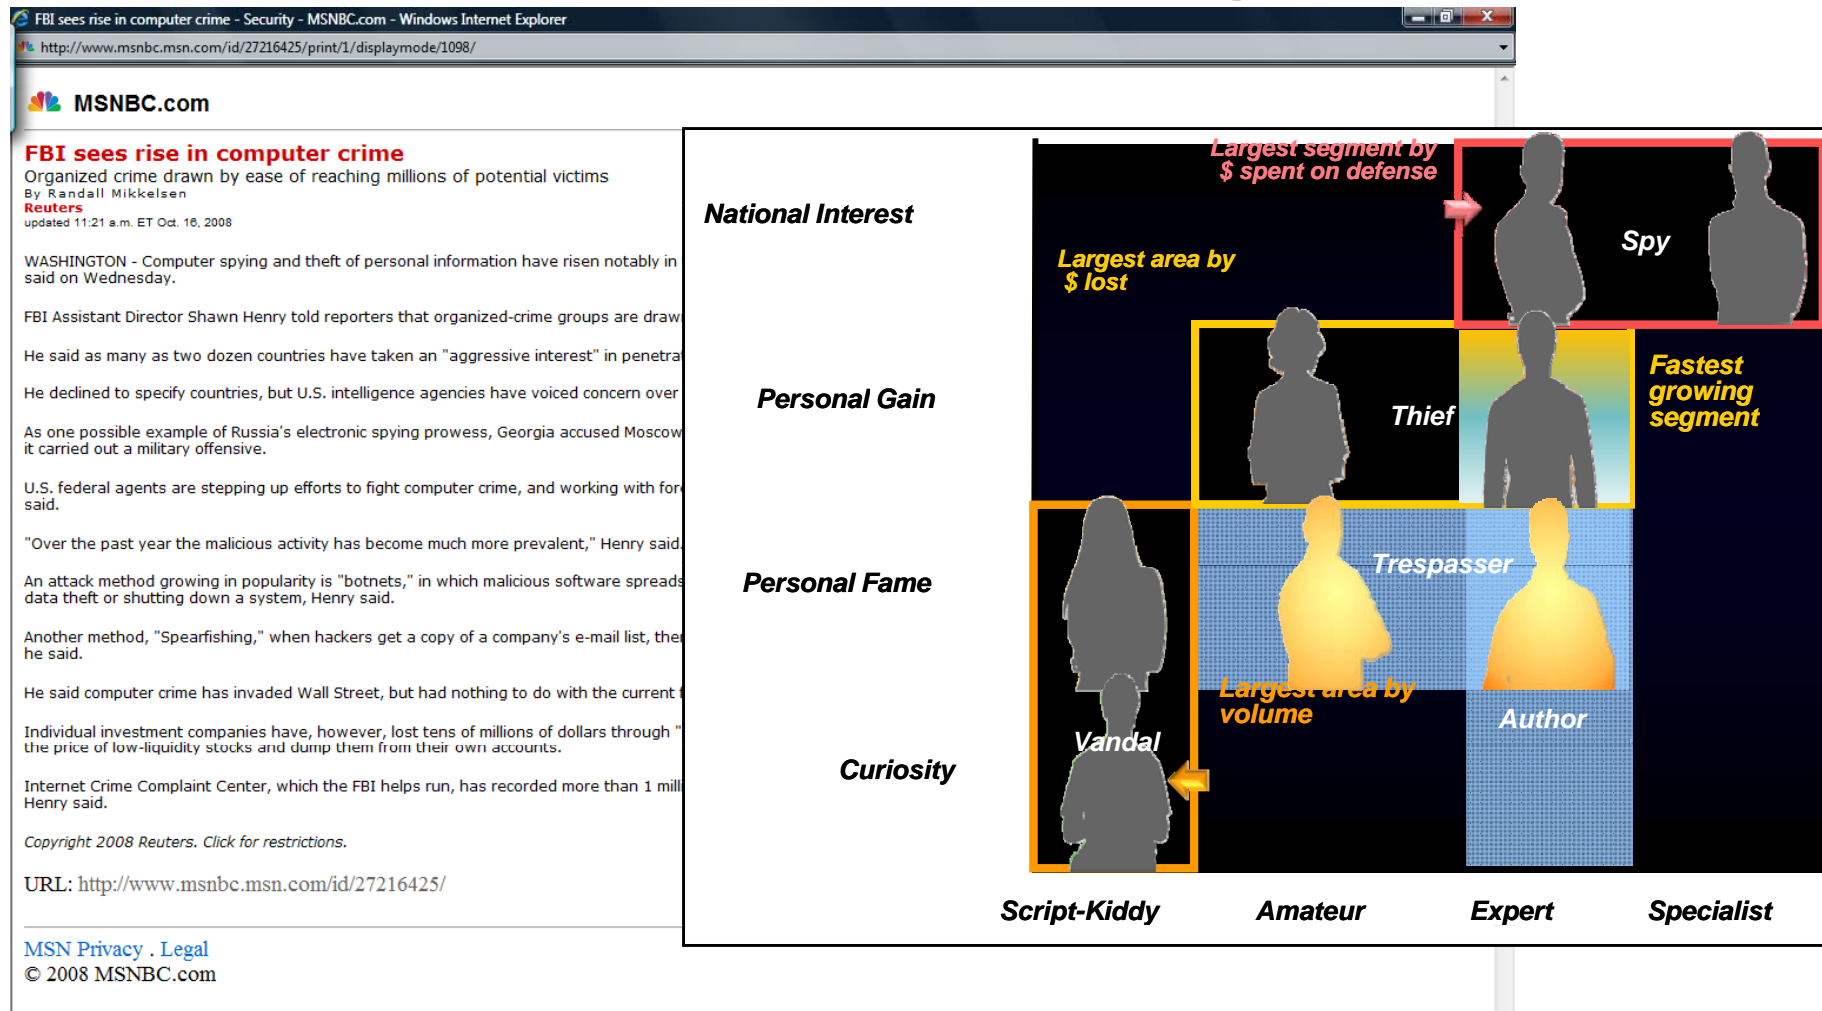 FBI sees rise in computer crime - Security - MSNBC.com - Windows Internet Explorer
http://www.msnbc.msn.com/id/27216425/print/1/displaymode/1098/
MSNBC.com
FBI sees rise in computer crime
Organized crime drawn by ease of reaching millions of potential victims
By Randall Mikkelsen
Reuters
updated 11:21 a.m. ET Oct. 16, 2008
WASHINGTON - Computer spying and theft of personal information have risen notably in
said on Wednesday.
FBI Assistant Director Shawn Henry told reporters that organized-crime groups are
He said as many as two dozen countries have taken an "aggressive interest" in
He declined to specify countries, but U.S. intelligence agencies have voiced concern over
As one possible example of Russia's electronic spying prowess, Georgia accused Moscow
it carried out a military offensive.
U.S. federal agents are stepping up efforts to fight computer crime, and working with
said.
"Over the past year the malicious activity has become much more prevalent," Henry said.
An attack method growing in popularity is "botnets," in which malicious software spreads
data theft or shutting down a system, Henry said.
Another method, "Spearfishing," when hackers get a copy of a company's e-mail list,
he said.
He said computer crime has invaded Wall Street, but had nothing to do with the current
Individual investment companies have, however, lost tens of millions of dollars through "
the price of low-liquidity stocks and dump them from their own accounts.
Internet Crime Complaint Center, which the FBI helps run, has recorded more than 1
Henry said.
Copyright 2008 Reuters. Click for restrictions.
URL: http://www.msnbc.msn.com/id/27216425/
MSN Privacy . Legal
© 2008 MSNBC.com
Largest segment by
$ spent on defense
National Interest
Spy
Largest area by
$ lost
Fastest
growing
segment
Personal Gain
Thief
Trespasser
Personal Fame
Largest area by
volume
Author
Vandal
Curiosity
Script-Kiddy
Amateur
Expert
Specialist